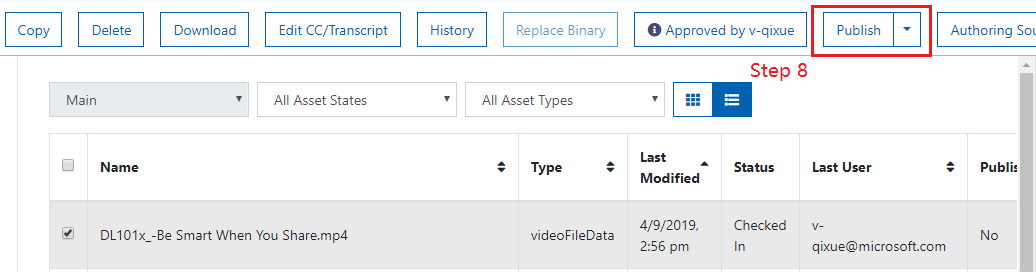 Copy Delete Download Edit CC/Transcript History Replace Binary Approved by v-qixue Publish Authoring Sou
Step 8
Main All Asset States All Asset Types
Name Type Last Modified Status Last User Publis
DL101x_-Be Smart When You Share.mp4 videoFileData 4/9/2019, 2:56 pm Checked In v-qixue@microsoft.com No